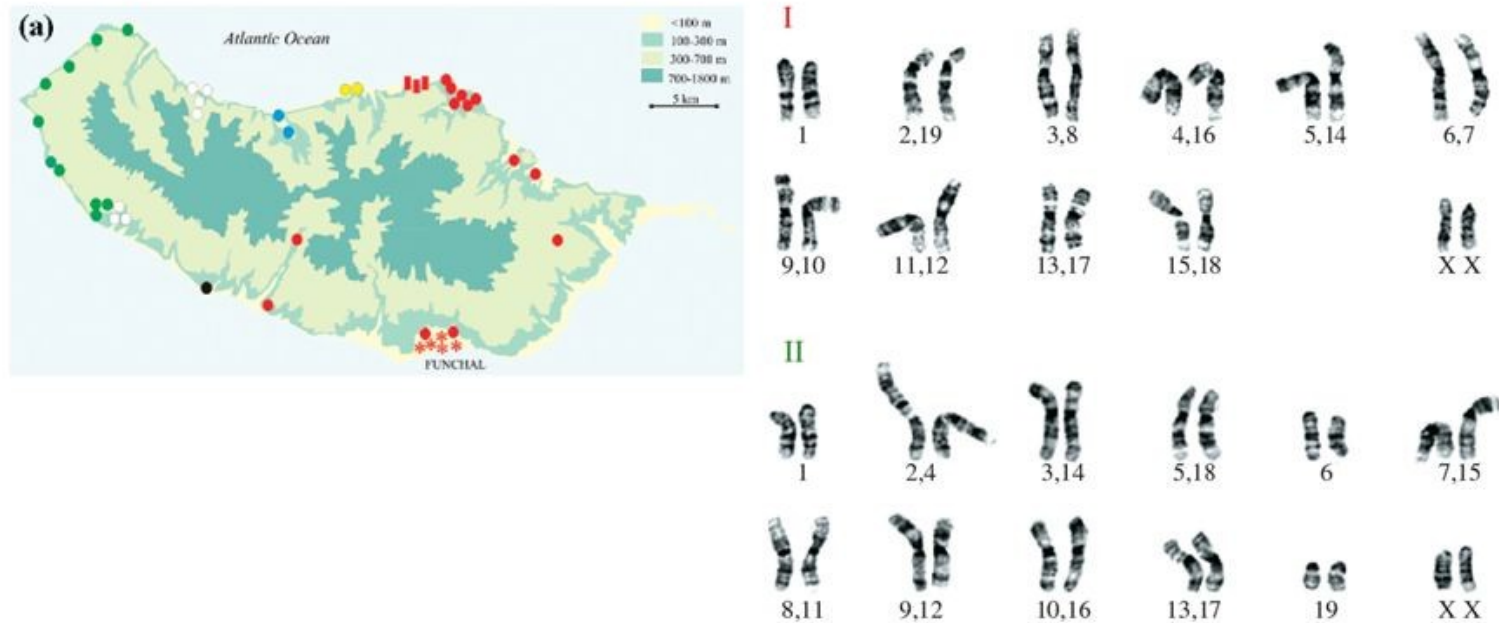 (a)
Atlantic Ocean
<100 m
100-300 m
300-700 m
700-1800 m
5 km
FUNCHAL
I
1 2,19 3,8 4,16 5,14 6,7
9,10 11,12 13,17 15,18 X X
II
1 2,4 3,14 5,18 6 7,15
8,11 9,12 10,16 13,17 19 X X